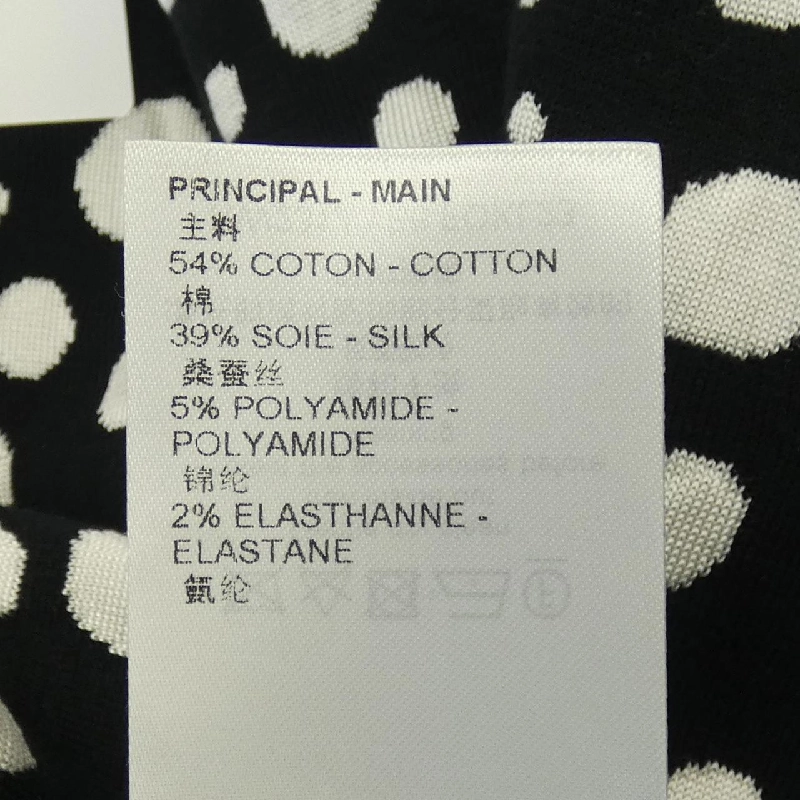 PRINCIPAL - MAIN
主料
54% COTON - COTTON
棉
39% SOIE - SILK
桑蚕丝
5% POLYAMIDE -
POLYAMIDE
锦纶
2% ELASTHANNE -
ELASTANE
氨纶